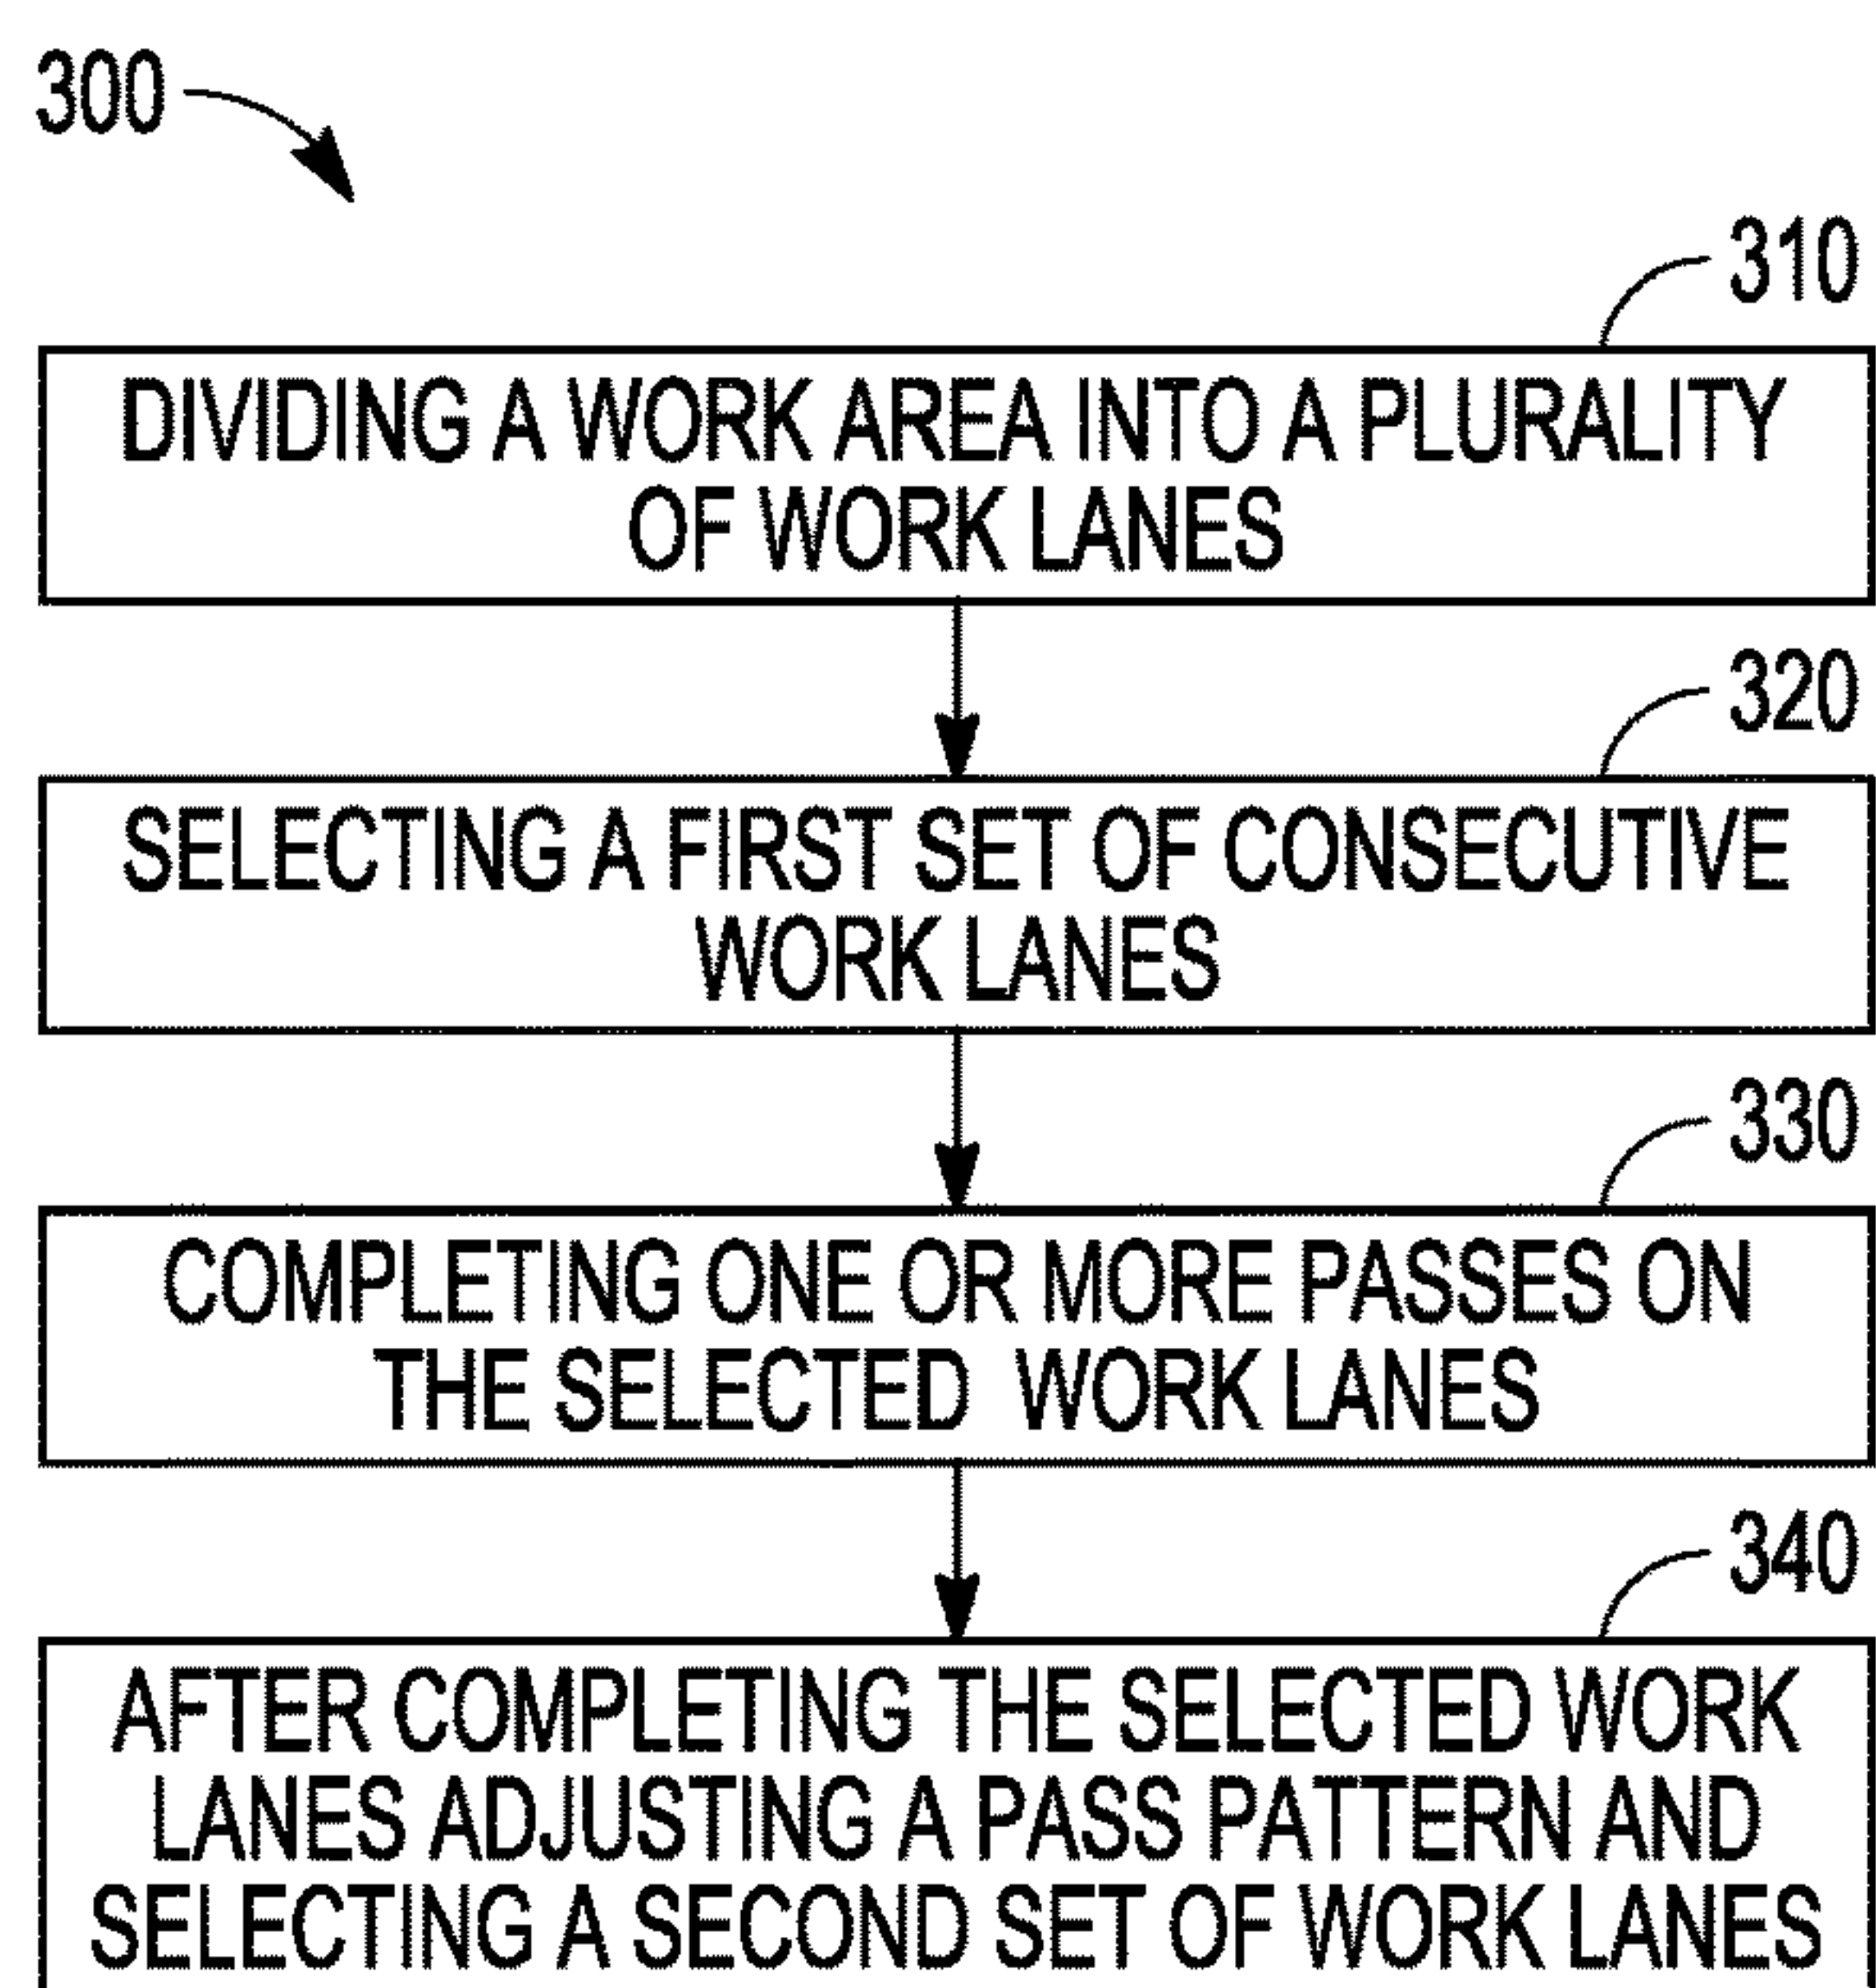 300
310
DIVIDING A WORK AREA INTO A PLURALITY
OF WORK LANES
320
SELECTING A FIRST SET OF CONSECUTIVE
WORK LANES
330
COMPLETING ONE OR MORE PASSES ON
THE SELECTED WORK LANES
340
AFTER COMPLETING THE SELECTED WORK
LANES ADJUSTING A PASS PATTERN AND
SELECTING A SECOND SET OF WORK LANES